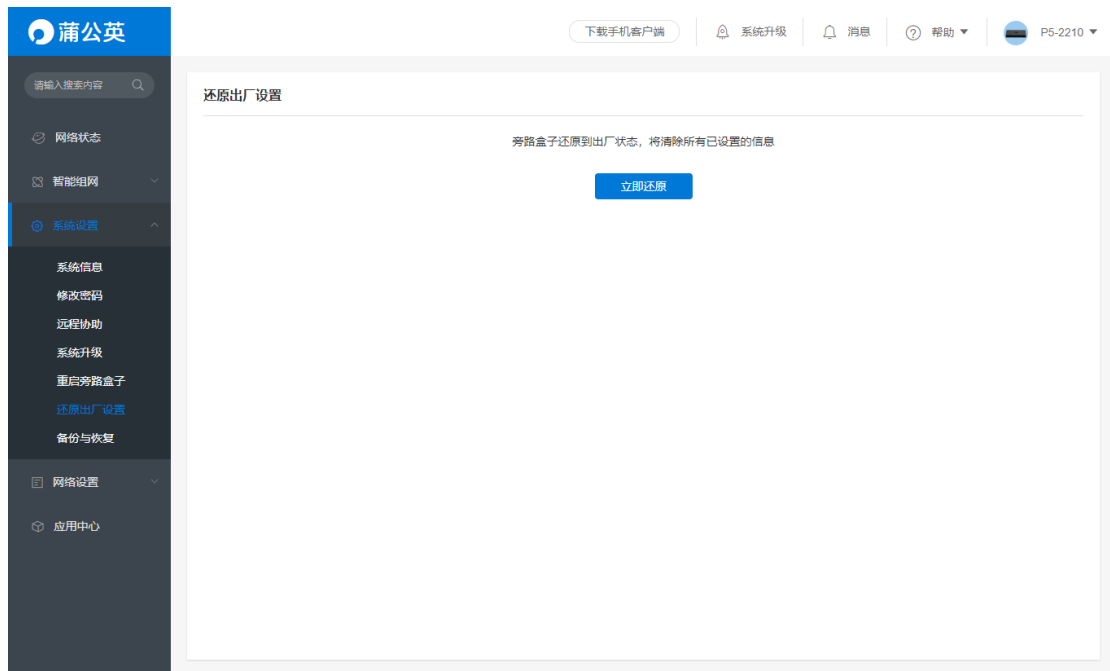 蒲公英
下载手机客户端
系统升级
消息
帮助
P5-2210
请输入搜索内容
网络状态
智能组网
系统设置
系统信息
修改密码
远程协助
系统升级
重启旁路盒子
还原出厂设置
备份与恢复
网络设置
应用中心
还原出厂设置
旁路盒子还原到出厂状态，将清除所有已设置的信息
立即还原